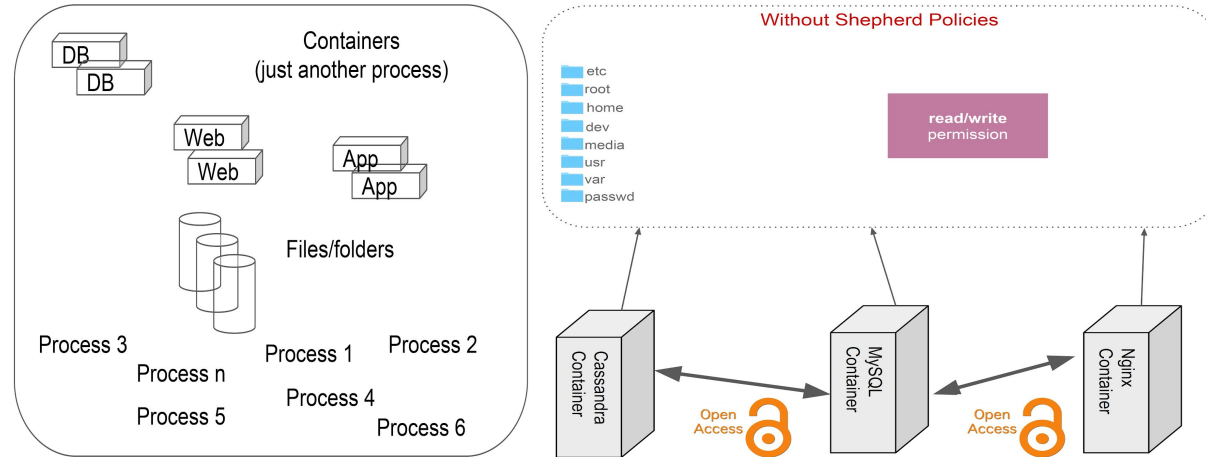 DB
DB
Containers
(just another process)
Web
Web
App
App
Files/folders
Process 3
Process 1
Process 2
Process n
Process 4
Process 5
Process 6
Without Shepherd Policies
etc
root
home
dev
media
usr
var
passwd
read/write
permission
Cassandra
Container
Open
Access
MySQL
Container
Open
Access
Nginx
Container